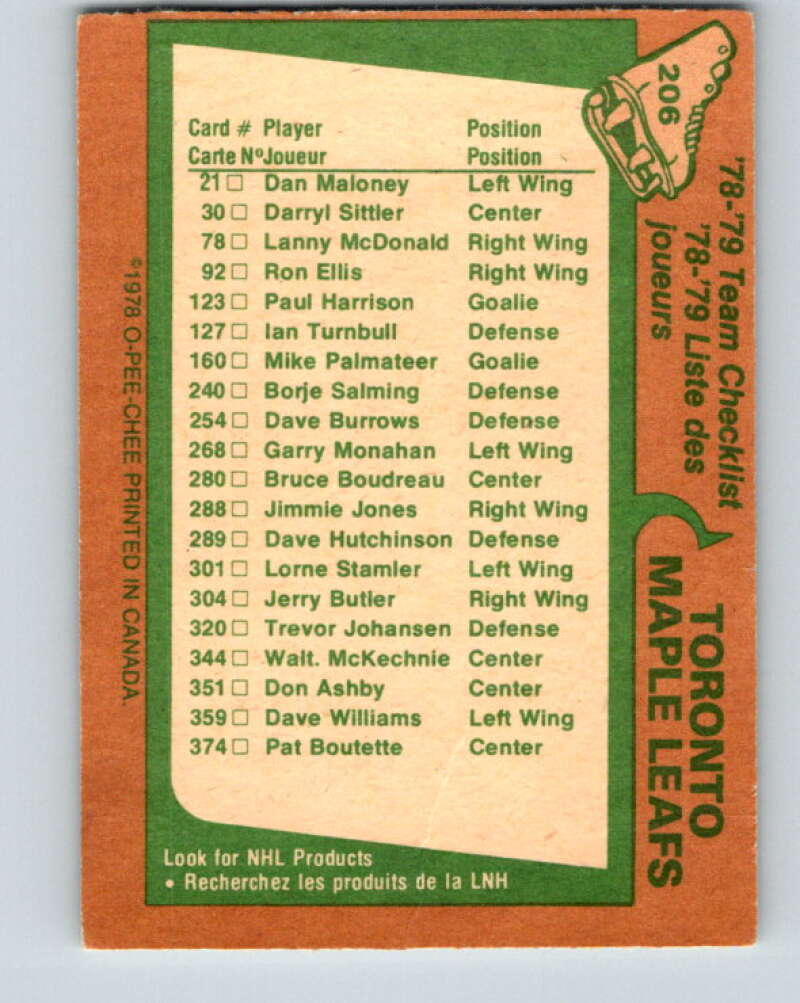 206
'78-'79 Team Checklist
'78-'79 Liste des
joueurs
TORONTO
MAPLE LEAFS
Card # Player Position
Carte Nº Joueur Position
21 □ Dan Maloney Left Wing
30 □ Darryl Sittler Center
78 □ Lanny McDonald Right Wing
92 □ Ron Ellis Right Wing
123 □ Paul Harrison Goalie
127 □ Ian Turnbull Defense
160 □ Mike Palmateer Goalie
240 □ Borje Salming Defense
254 □ Dave Burrows Defense
268 □ Garry Monahan Left Wing
280 □ Bruce Boudreau Center
288 □ Jimmie Jones Right Wing
289 □ Dave Hutchinson Defense
301 □ Lorne Stamler Left Wing
304 □ Jerry Butler Right Wing
320 □ Trevor Johansen Defense
344 □ Walt. McKechnie Center
351 □ Don Ashby Center
359 □ Dave Williams Left Wing
374 □ Pat Boutette Center
Look for NHL Products
• Recherchez les produits de la LNH
©1978 O-PEE-CHEE PRINTED IN CANADA.